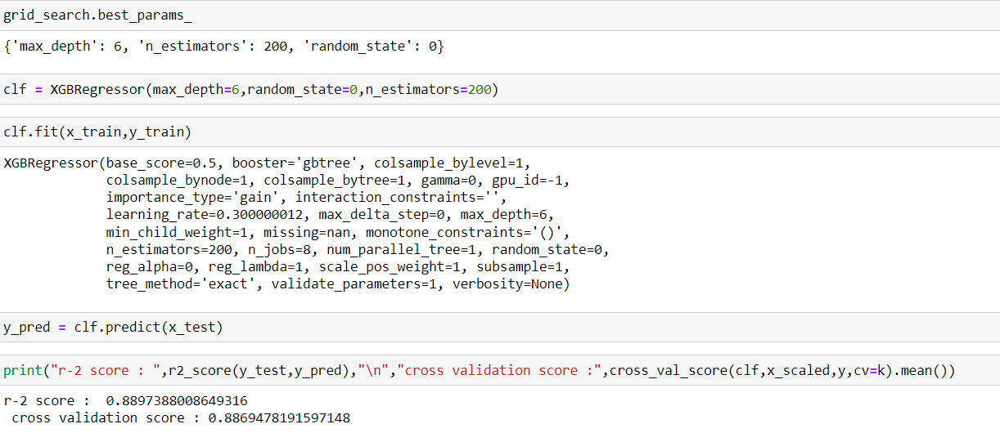 grid_search.best_params_
{'max_depth': 6, 'n_estimators': 200, 'random_state': 0}
clf = XGBRegressor(max_depth=6,random_state=0,n_estimators=200)
clf.fit(x_train,y_train)
XGBRegressor(base_score=0.5, booster='gbtree', colsample_bylevel=1,
             colsample_bynode=1, colsample_bytree=1, gamma=0, gpu_id=-1,
             importance_type='gain', interaction_constraints='',
             learning_rate=0.300000012, max_delta_step=0, max_depth=6,
             min_child_weight=1, missing=nan, monotone_constraints='()',
             n_estimators=200, n_jobs=8, num_parallel_tree=1, random_state=0,
             reg_alpha=0, reg_lambda=1, scale_pos_weight=1, subsample=1,
             tree_method='exact', validate_parameters=1, verbosity=None)
y_pred = clf.predict(x_test)
print("r-2 score : ",r2_score(y_test,y_pred),"\n","cross validation score :",cross_val_score(clf,x_scaled,y,cv=k).mean())
r-2 score :  0.8897388008649316
 cross validation score : 0.8869478191597148